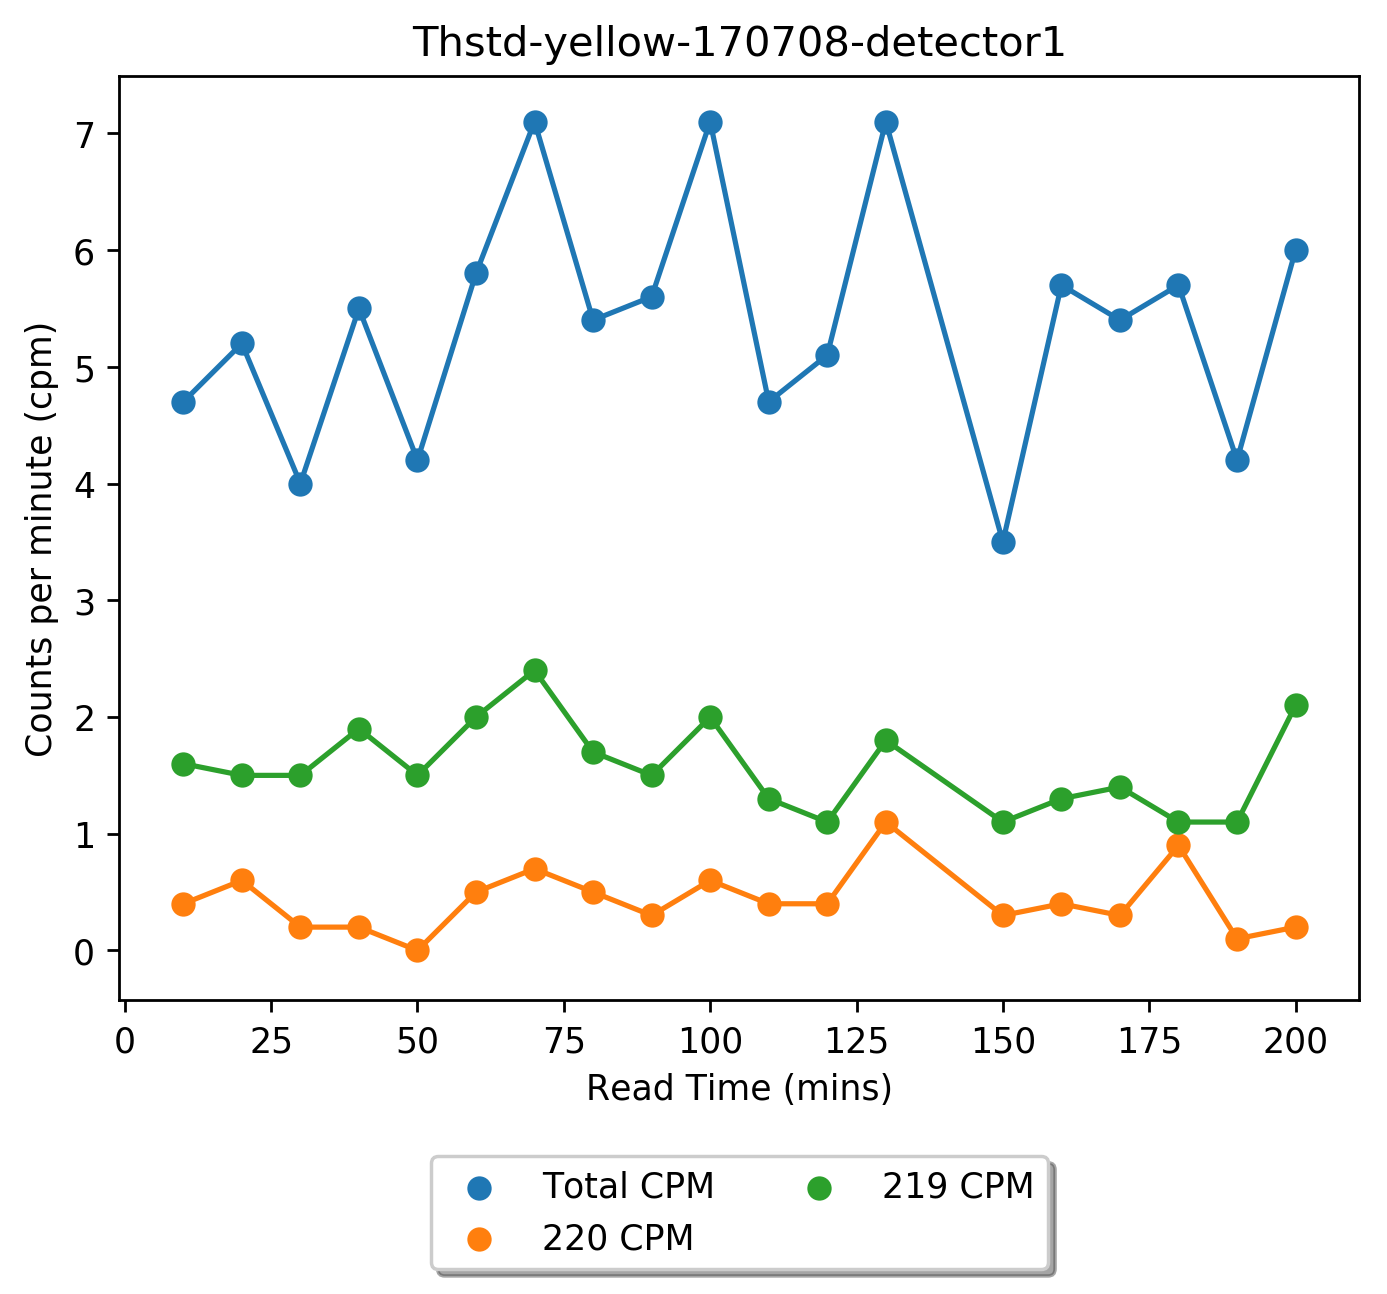 Thstd-yellow-170708-detector1
Counts per minute (cpm)
7
6
5
4
3
2
1
0
0 25 50 75 100 125 150 175 200
Read Time (mins)
Total CPM 219 CPM
220 CPM